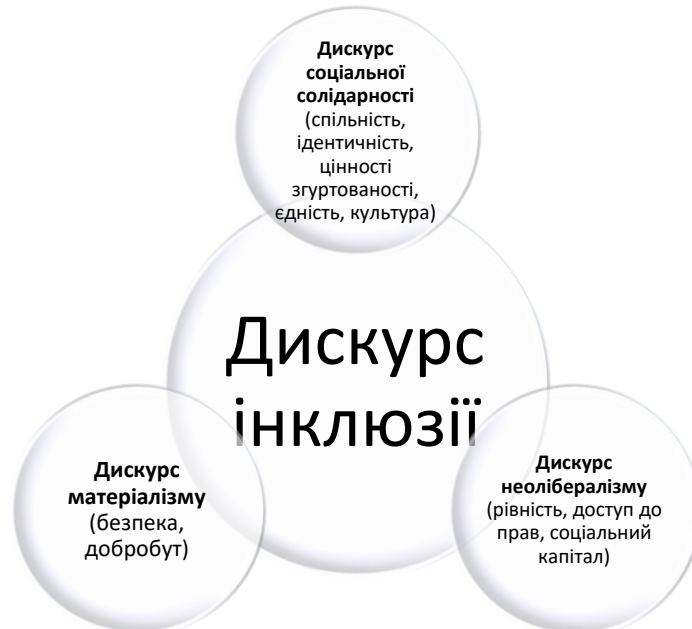 Дискурс
соціальної
солідарності
(спільність,
ідентичність,
цінності
згуртованості,
єдність, культура)
Дискурс
інклюзії
Дискурс
матеріалізму
(безпека,
добробут)
Дискурс
неолібералізму
(рівність, доступ до
прав, соціальний
капітал)